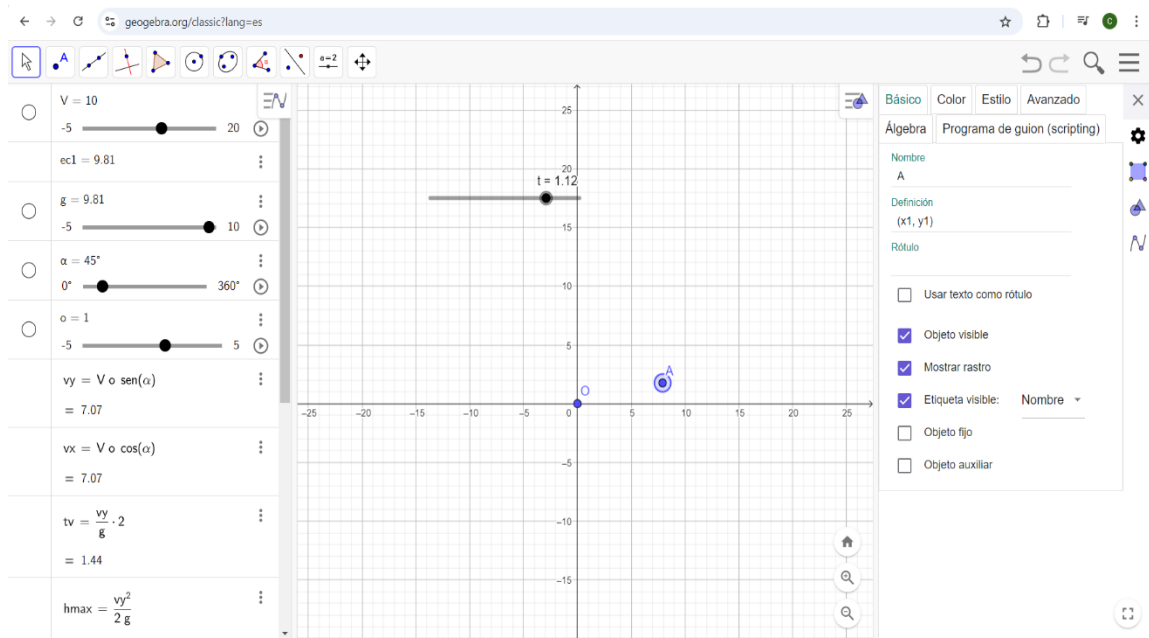 geogebra.org/classic?lang=es
C
A
a=2
V = 10
-5 20
ec1 = 9.81
g = 9.81
-5 10
α = 45°
0° 360°
o = 1
-5 5
vy = V o sen(α)
= 7.07
vx = V o cos(α)
= 7.07
tv = vy/g · 2
= 1.44
hmax = vy²/2 g
25
20
t = 1.12
15
10
5
A
O
-25 -20 -15 -10 -5 0 5 10 15 20 25
-5
-10
-15
Básico Color Estilo Avanzado
Álgebra Programa de guion (scripting)
Nombre
A
Definición
(x1, y1)
Rótulo
Usar texto como rótulo
Objeto visible
Mostrar rastro
Etiqueta visible: Nombre
Objeto fijo
Objeto auxiliar